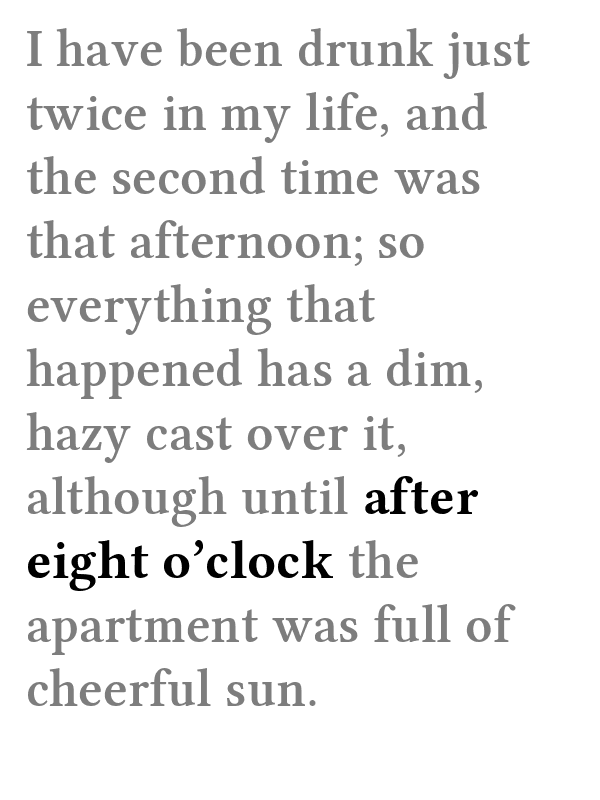 I have been drunk just
twice in my life, and
the second time was
that afternoon; so
everything that
happened has a dim,
hazy cast over it,
although until after
eight o’clock the
apartment was full of
cheerful sun.